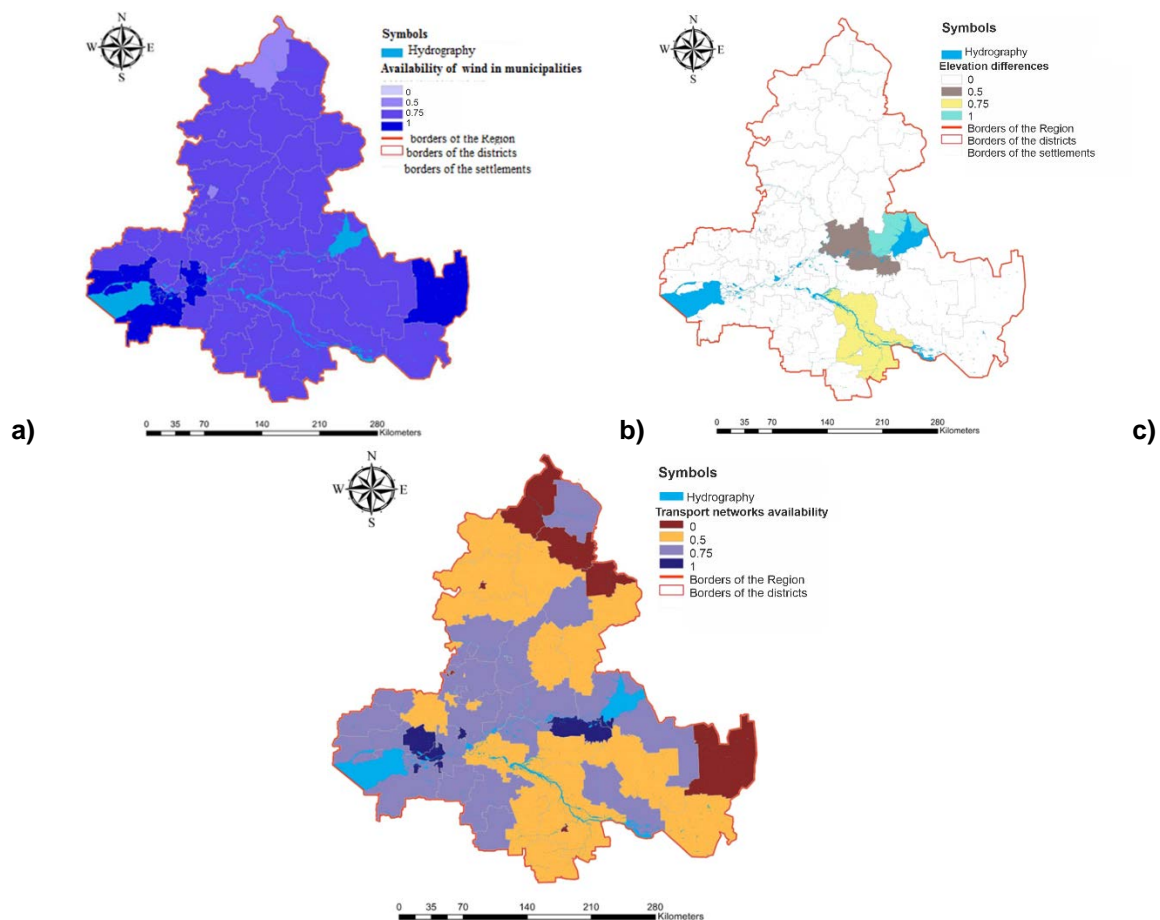 N
W E
S
Symbols
Hydrography
Availability of wind in municipalities
0
0.5
0.75
1
borders of the Region
borders of the districts
borders of the settlements
a)
0 35 70 140 210 280
Kilometers
N
W E
S
Symbols
Hydrography
Elevation differences
0
0.5
0.75
1
Borders of the Region
Borders of the districts
Borders of the settlements
b)
0 35 70 140 210 280
Kilometers
c)
N
W E
S
Symbols
Hydrography
Transport networks availability
0
0.5
0.75
1
Borders of the Region
Borders of the districts
0 35 70 140 210 280
Kilometers